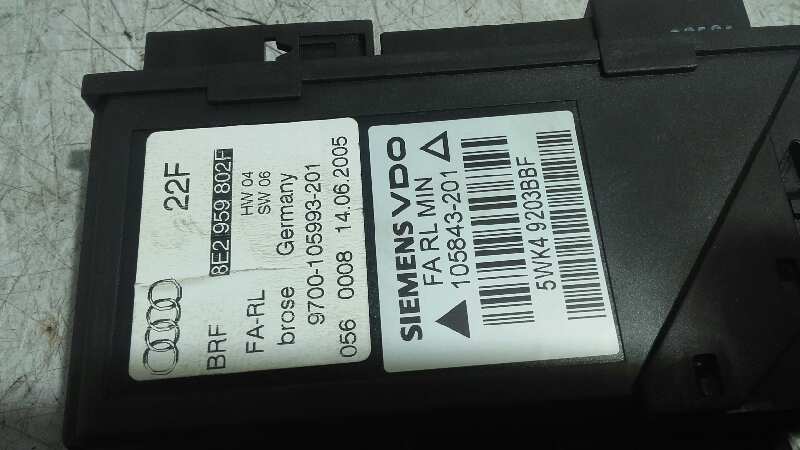 22F
8E2 959 802F
HW 04
SW 06
BRF
FA-RL
brose Germany
9700-105993-201
056 0008 14.06.2005
SIEMENS VDO
FA RL MIN
105843-201
5WK4 9203BBF